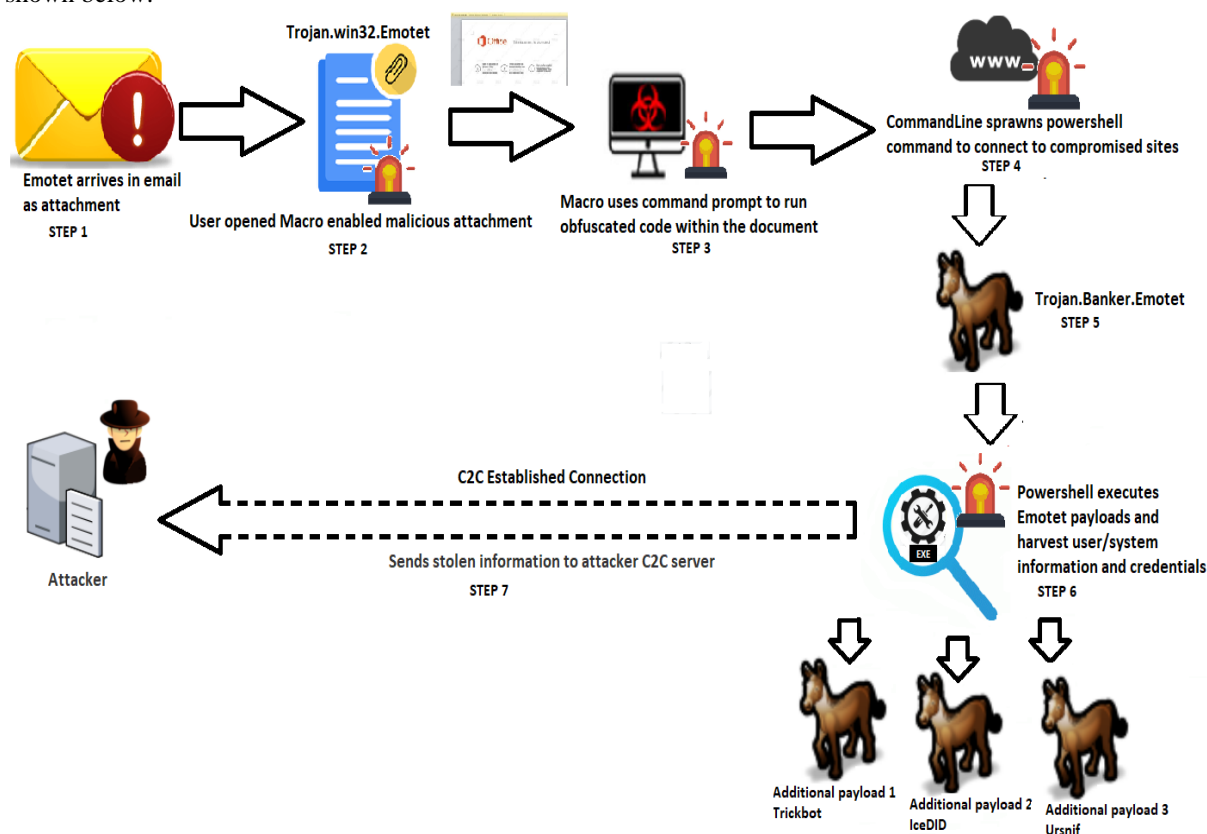 shown below.
Trojan.win32.Emotet
Office
www
Emotet arrives in email
as attachment
STEP 1
User opened Macro enabled malicious attachment
STEP 2
Macro uses command prompt to run
obfuscated code within the document
STEP 3
CommandLine sprawns powershell
command to connect to compromised sites
STEP 4
Trojan.Banker.Emotet
STEP 5
C2C Established Connection
Sends stolen information to attacker C2C server
STEP 7
Attacker
EXE
Powershell executes
Emotet payloads and
harvest user/system
information and credentials
STEP 6
Additional payload 1
Trickbot
Additional payload 2
IceDID
Additional payload 3
Ursnif